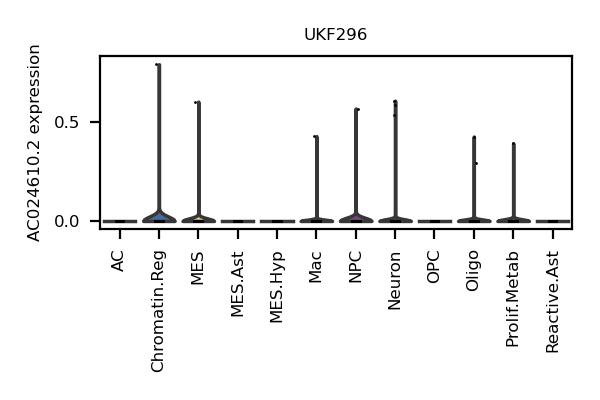 UKF296
AC024610.2 expression
0.5
0.0
AC
Chromatin.Reg
MES
MES.Ast
MES.Hyp
Mac
NPC
Neuron
OPC
Oligo
Prolif.Metab
Reactive.Ast